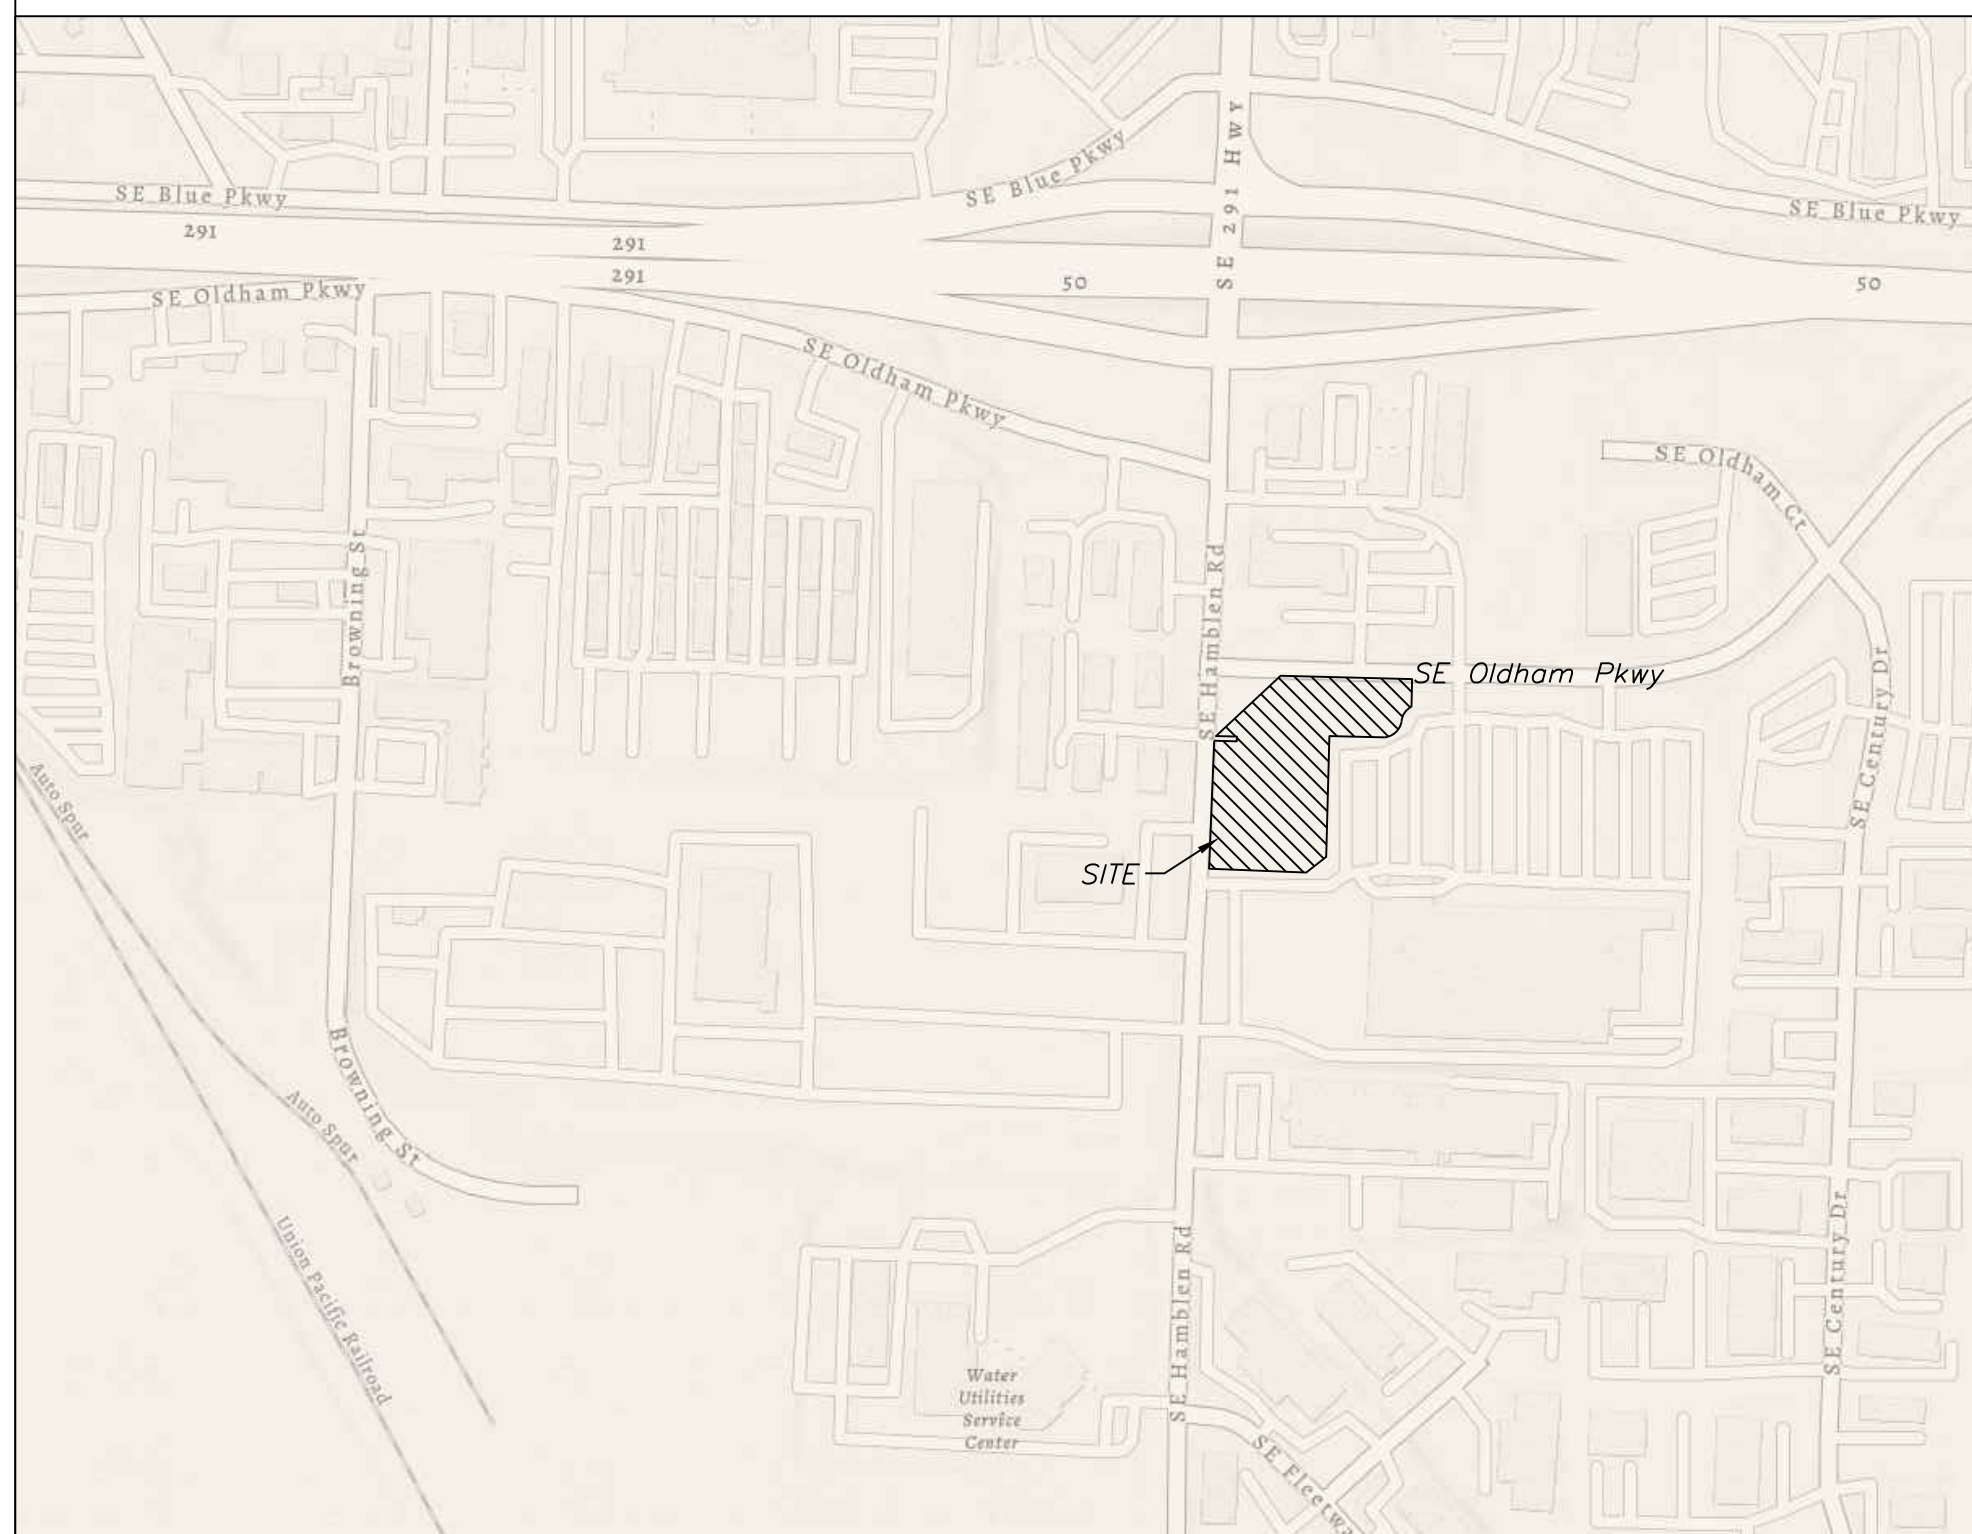 SE 291 HWY
SE Blue Pkwy
SE Blue Pkwy
SE Blue Pkwy
291
291
291
50
50
SE Oldham Pkwy
SE Oldham Pkwy
SE Oldham Ct
Browning St
SE Hamblen Rd
SE Oldham Pkwy
SE Century Dr
Auto Spur
SITE
Browning St
Auto Spur
Union Pacific Railroad
SE Hamblen Rd
SE Century Dr
Water
Utilities
Service
Center
SE Fleetwa